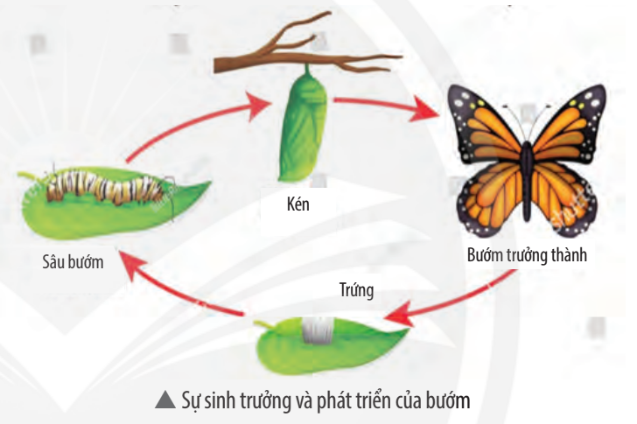 Kén
Bướm trưởng thành
Sâu bướm
Trứng
▲ Sự sinh trưởng và phát triển của bướm